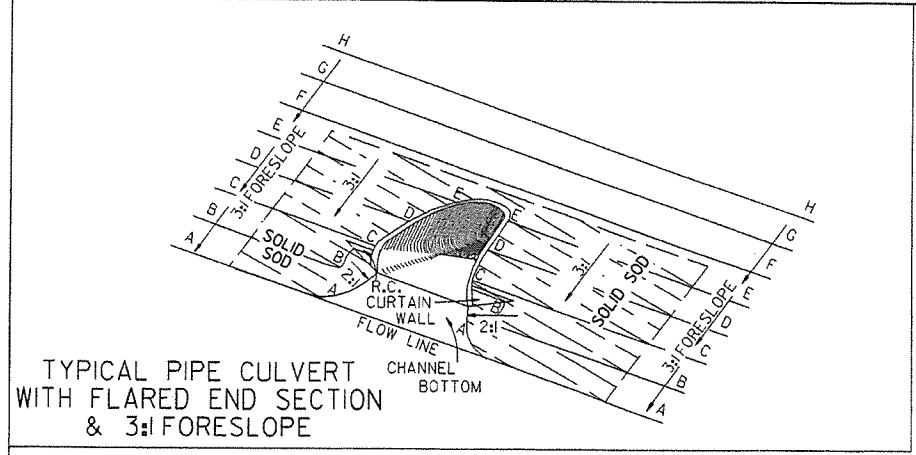 H
G
F
E
D
C
B
A
3:1 FORESLOPE
SOLID
SOD
3:1
E
D
C
B
A
2:1
E
D
C
B
A
2:1
R.C.
CURTAIN
WALL
FLOW LINE
CHANNEL
BOTTOM
3:1
SOLID SOD
H
G
F
E
D
C
B
A
3:1 FORESLOPE
TYPICAL PIPE CULVERT
WITH FLARED END SECTION
& 3:1 FORESLOPE